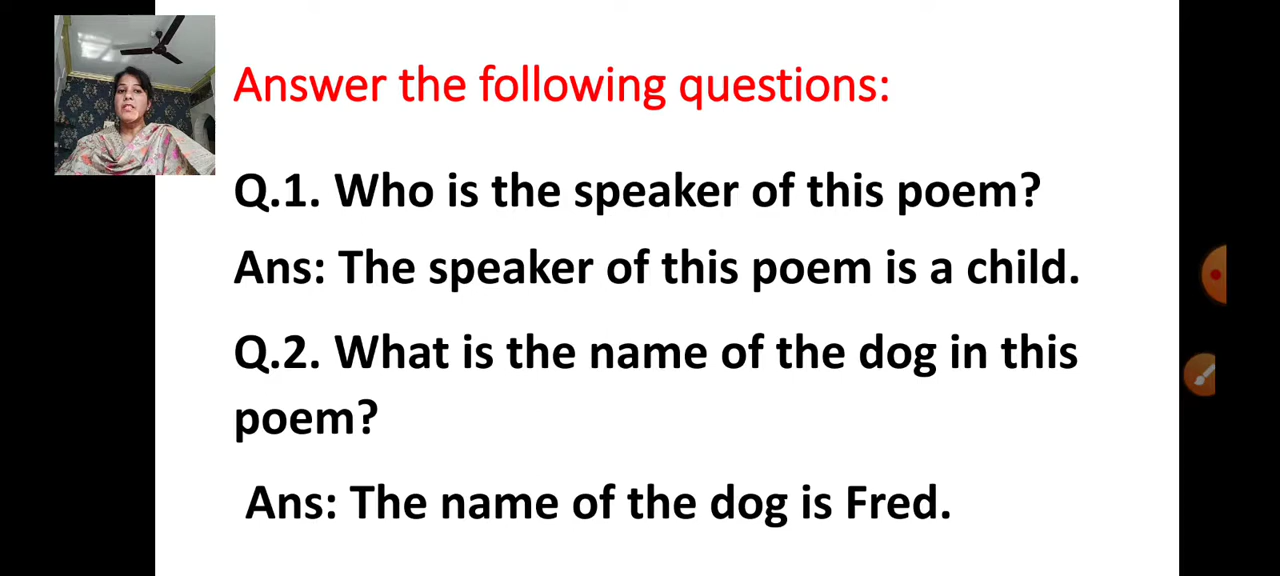 Answer the following questions:
Q.1. Who is the speaker of this poem?
Ans: The speaker of this poem is a child.
Q.2. What is the name of the dog in this
poem?
Ans: The name of the dog is Fred.